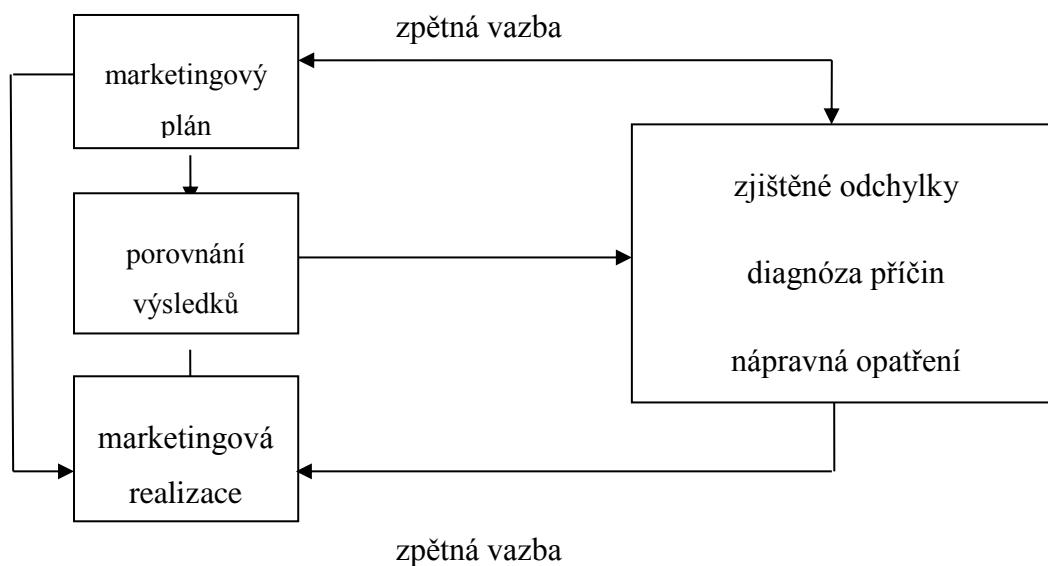 zpětná vazba
marketingový
plán
zjištěné odchylky
diagnóza příčin
nápravná opatření
porovnání
výsledků
marketingová
realizace
zpětná vazba